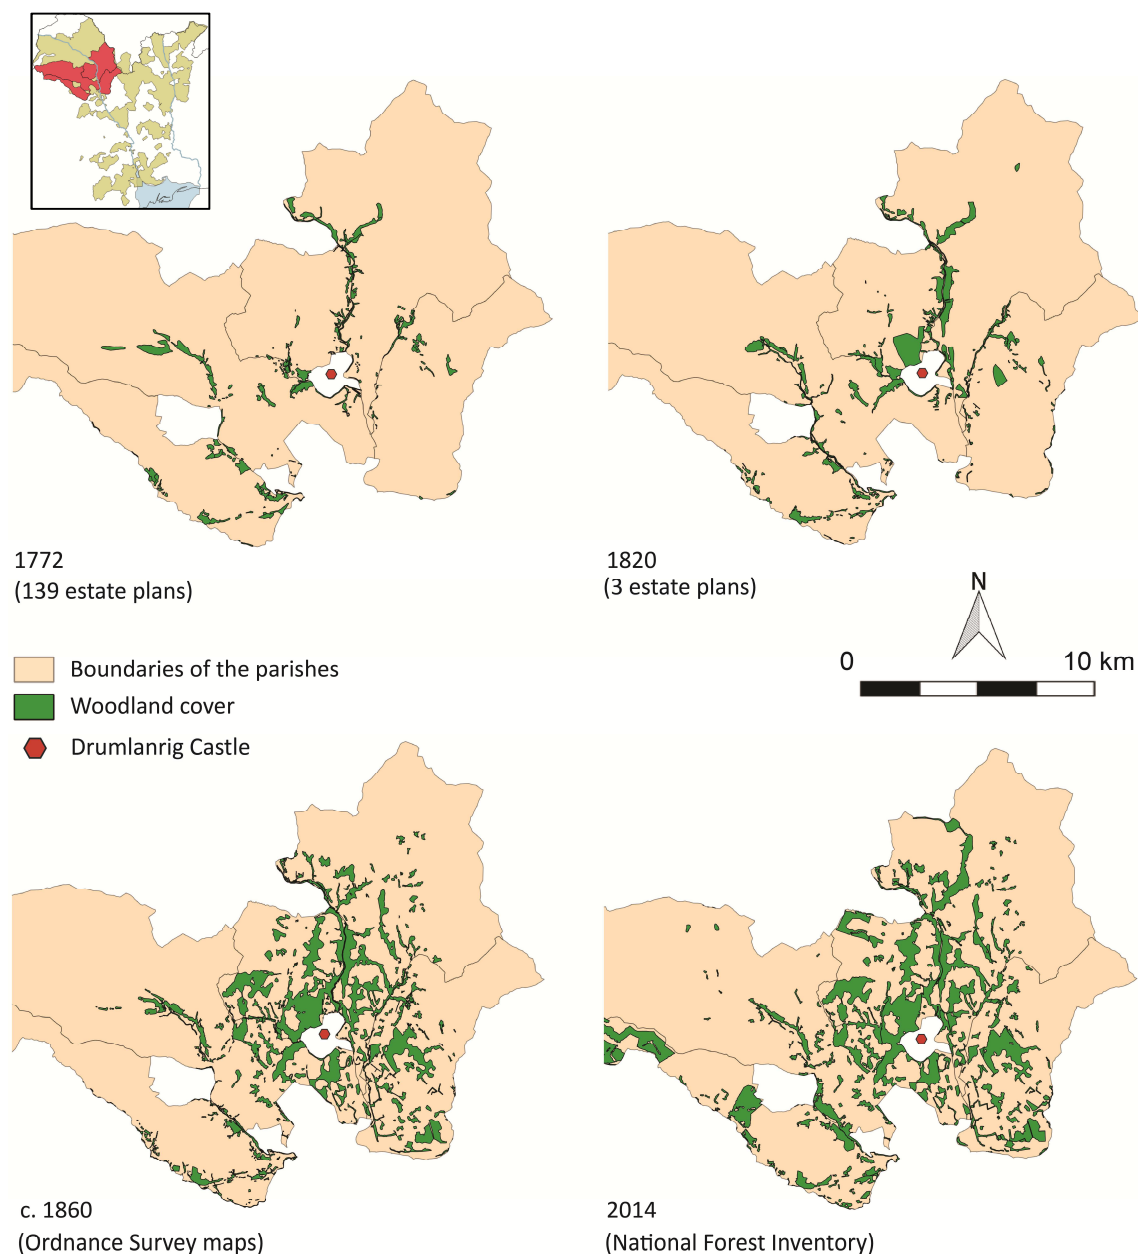 1772
(139 estate plans)
1820
(3 estate plans)
N
0 10 km
Boundaries of the parishes
Woodland cover
Drumlanrig Castle
c. 1860
(Ordnance Survey maps)
2014
(National Forest Inventory)